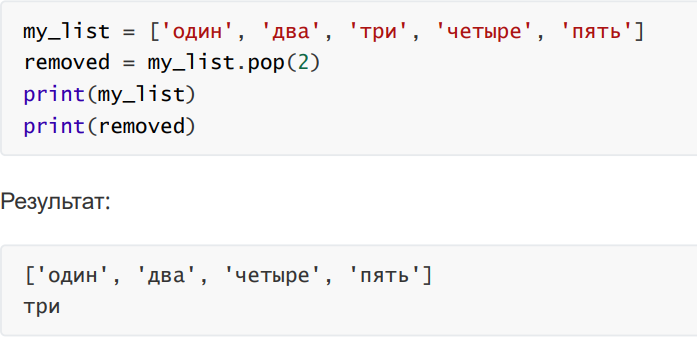 my_list = ['один', 'два', 'три', 'четыре', 'пять']
removed = my_list.pop(2)
print(my_list)
print(removed)
Результат:
['один', 'два', 'четыре', 'пять']
три